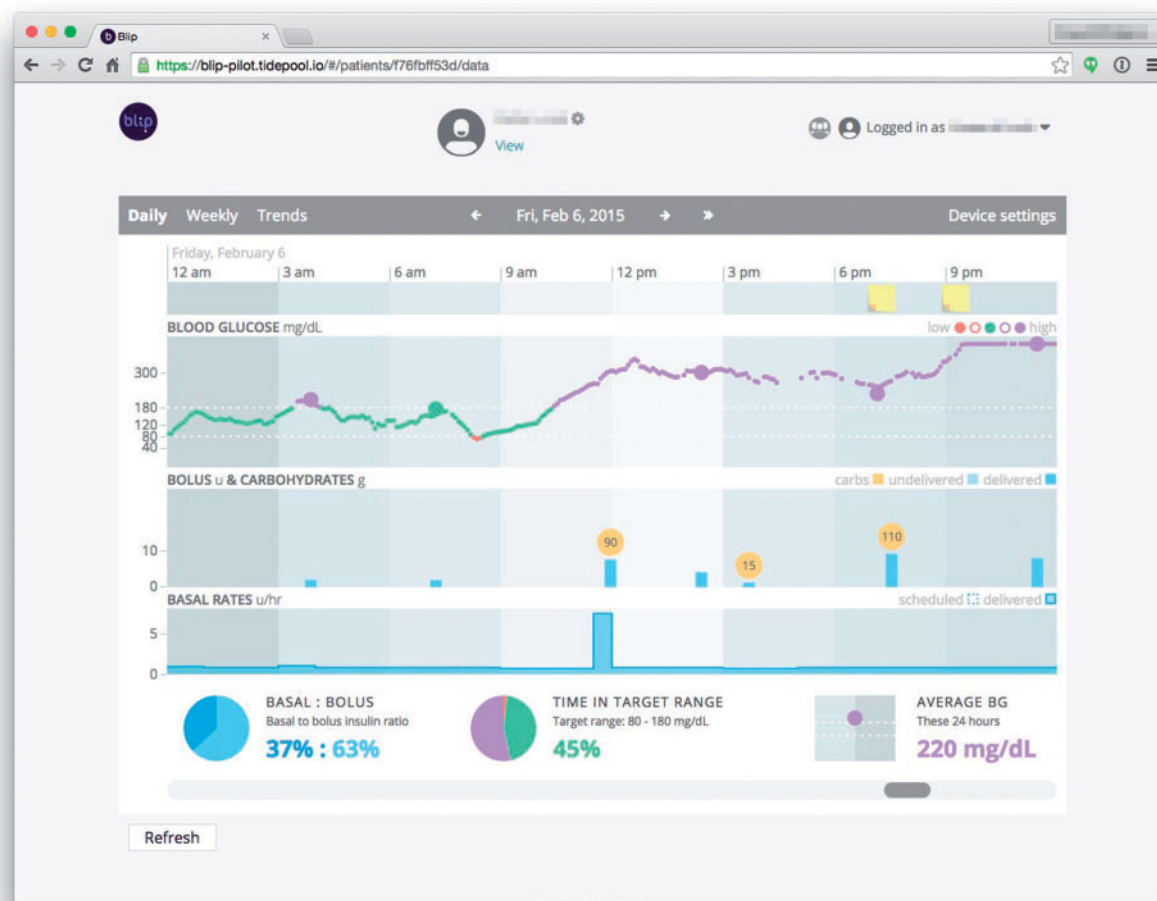 Blip
https://blip-pilot.tidepool.io/#/patients/f76fbff53d/data
blip
View
Logged in as
Daily Weekly Trends Fri, Feb 6, 2015 Device settings
Friday, February 6
12 am 3 am 6 am 9 am 12 pm 3 pm 6 pm 9 pm
BLOOD GLUCOSE mg/dL low high
300
180
120
80
40
BOLUS u & CARBOHYDRATES g carbs undelivered delivered
90
15
110
10
0
BASAL RATES u/hr scheduled delivered
5
0
BASAL : BOLUS
Basal to bolus insulin ratio
37% : 63%
TIME IN TARGET RANGE
Target range: 80 - 180 mg/dL
45%
AVERAGE BG
These 24 hours
220 mg/dL
Refresh